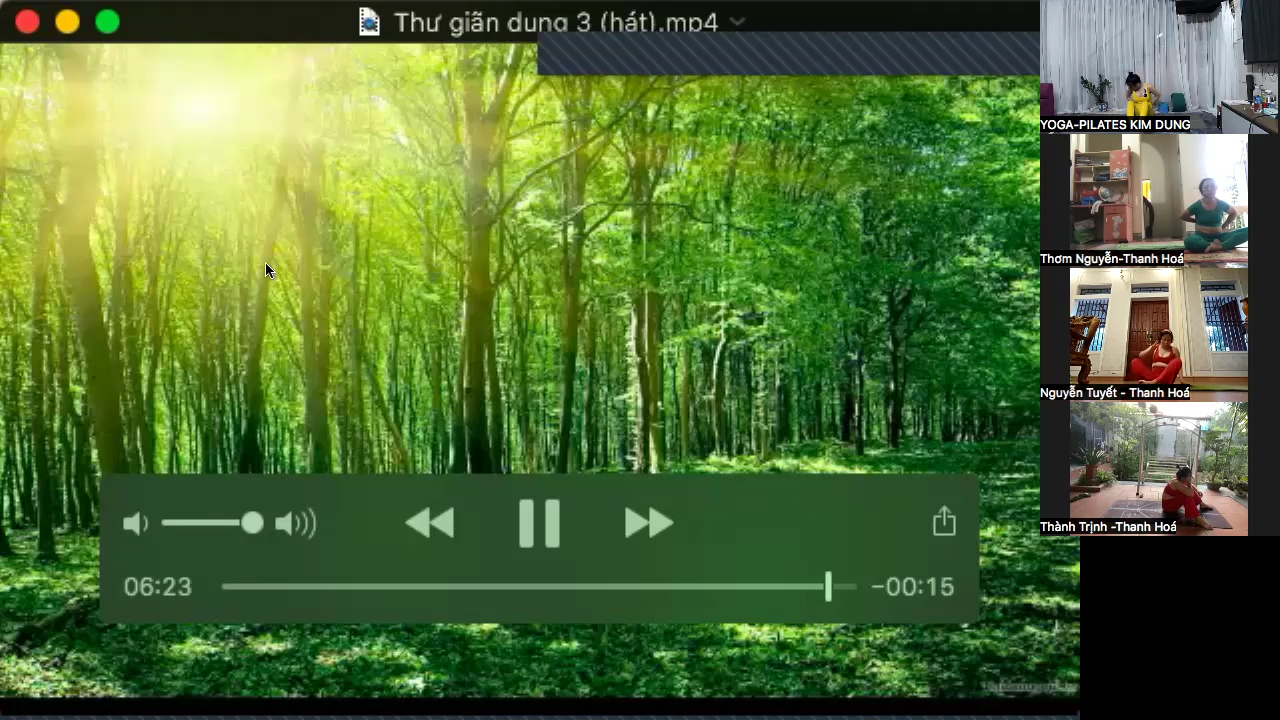 Thư giãn dung 3 (hát).mp4
YOGA-PILATES KIM DUNG
Thơm Nguyễn-Thanh Hoá
Nguyễn Tuyết - Thanh Hoá
Thành Trịnh -Thanh Hoá
06:23
-00:15